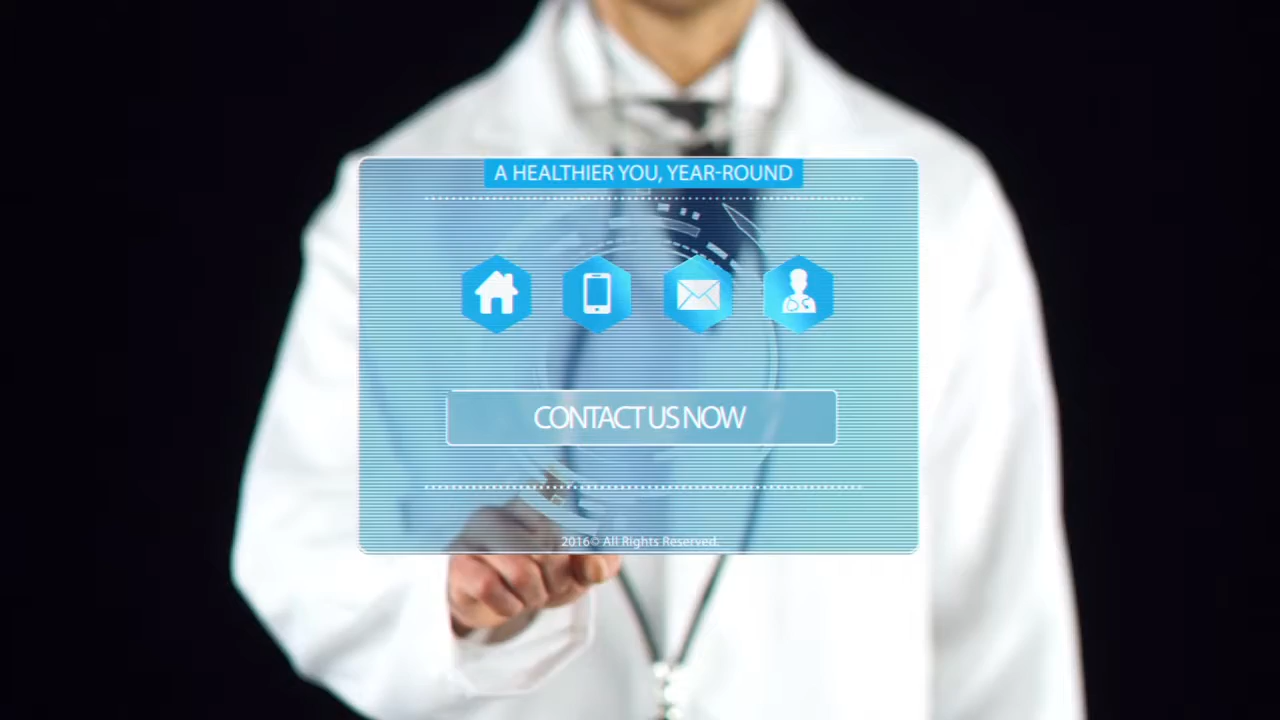 A HEALTHIER YOU, YEAR-ROUND
CONTACT US NOW
2016© All Rights Reserved.